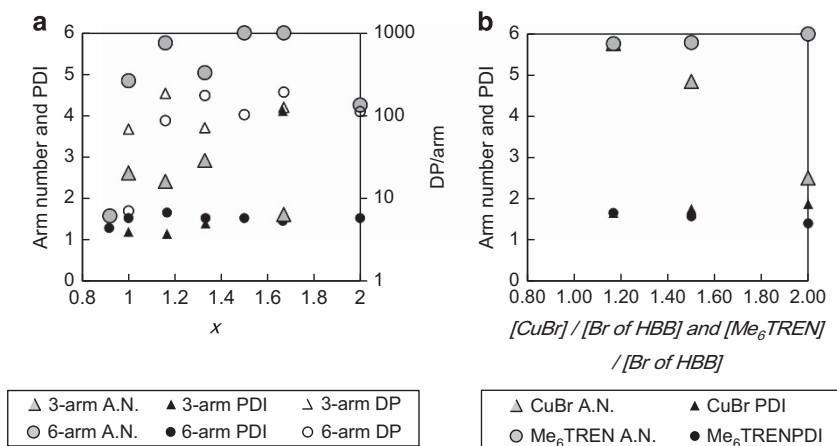 a
6
5
4
3
2
1
0
Arm number and PDI
1000
100
10
1
DP/arm
0.8 1 1.2 1.4 1.6 1.8 2
x
△ 3-arm A.N. ▲ 3-arm PDI △ 3-arm DP
● 6-arm A.N. ● 6-arm PDI ○ 6-arm DP
b
6
5
4
3
2
1
0
Arm number and PDI
0.80 1.00 1.20 1.40 1.60 1.80 2.00
[CuBr] / [Br of HBB] and [Me₆TREN]
/ [Br of HBB]
△ CuBr A.N. ▲ CuBr PDI
● Me₆TREN A.N. ● Me₆TRENPDI